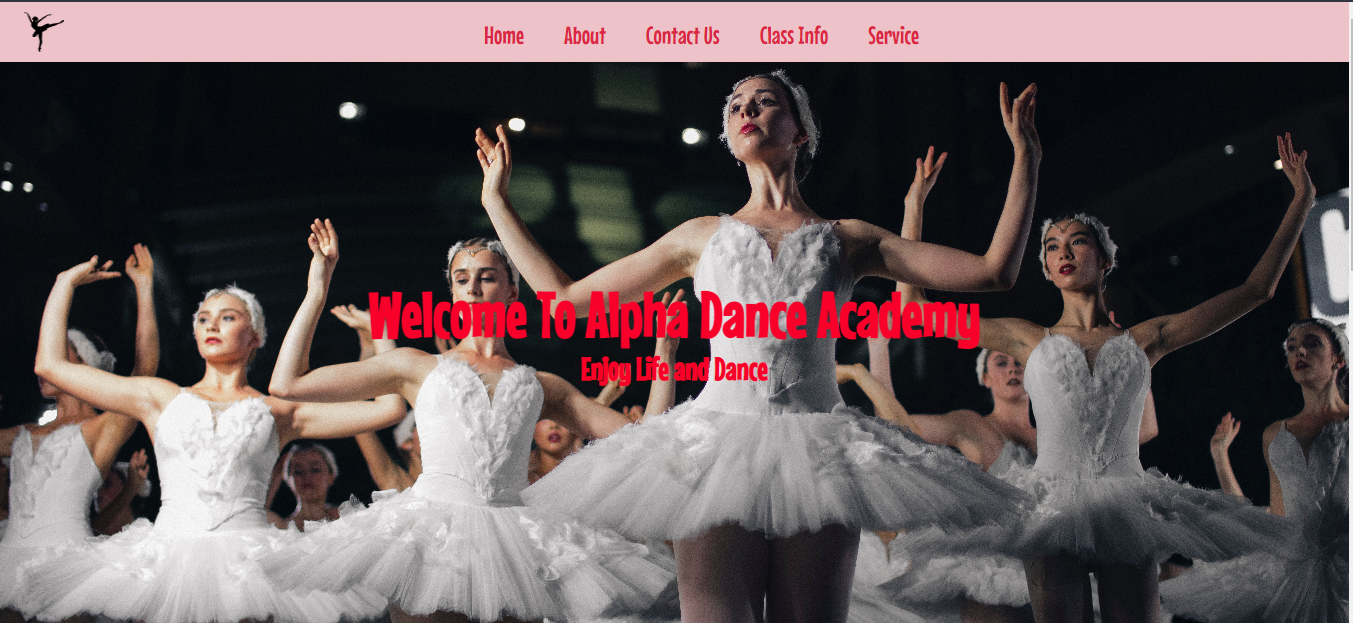 Home About Contact Us Class Info Service
Welcome To Alpha Dance Academy
Enjoy Life and Dance